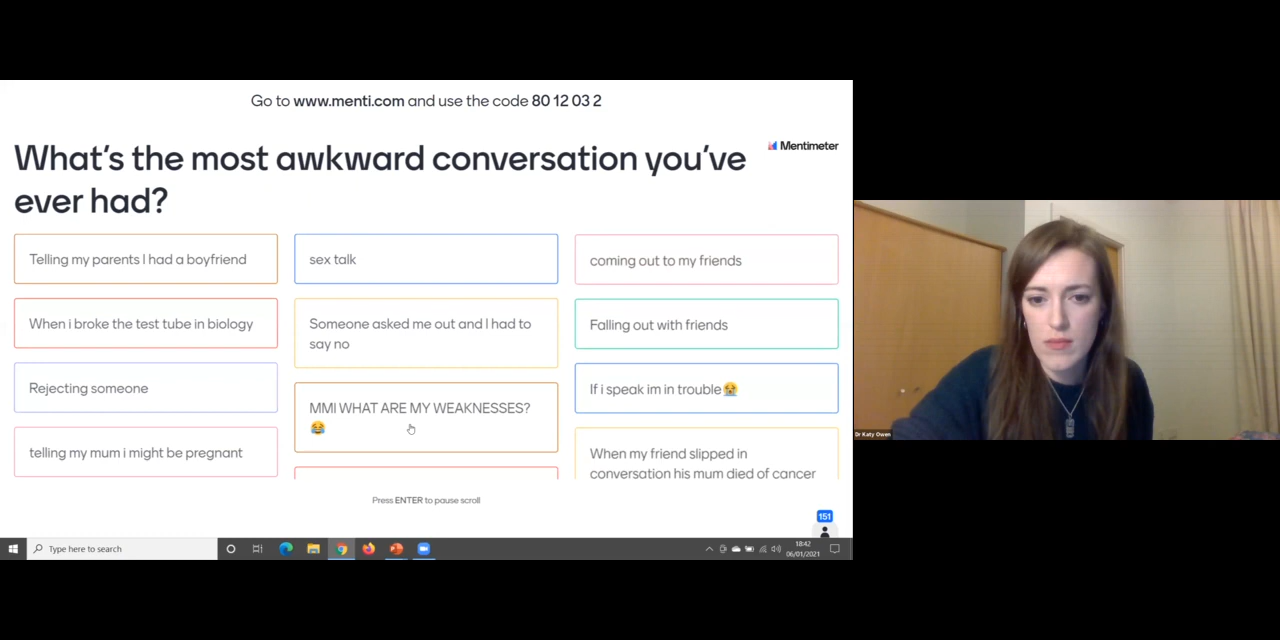 Go to www.menti.com and use the code 80 12 03 2
Mentimeter
What's the most awkward conversation you've
ever had?
Telling my parents I had a boyfriend
When i broke the test tube in biology
Rejecting someone
telling my mum i might be pregnant
sex talk
Someone asked me out and I had to
say no
MMI WHAT ARE MY WEAKNESSES?
😂
coming out to my friends
Falling out with friends
If i speak im in trouble😭
When my friend slipped in
conversation his mum died of cancer
Press ENTER to pause scroll
151
Type here to search
18:42
06/01/2021
Dr Katy Owen